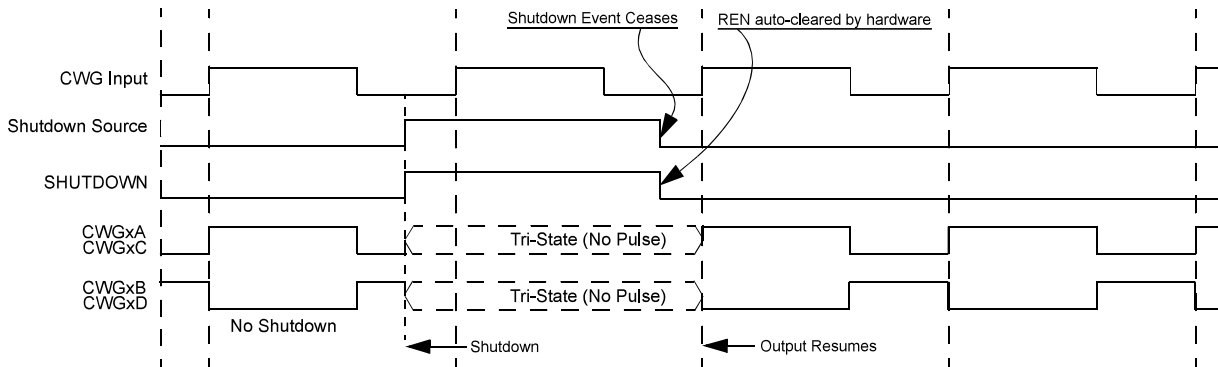 Shutdown Event Ceases
REN auto-cleared by hardware
CWG Input
Shutdown Source
SHUTDOWN
CWGxA
CWGxC
Tri-State (No Pulse)
CWGxB
CWGxD
Tri-State (No Pulse)
No Shutdown
Shutdown
Output Resumes